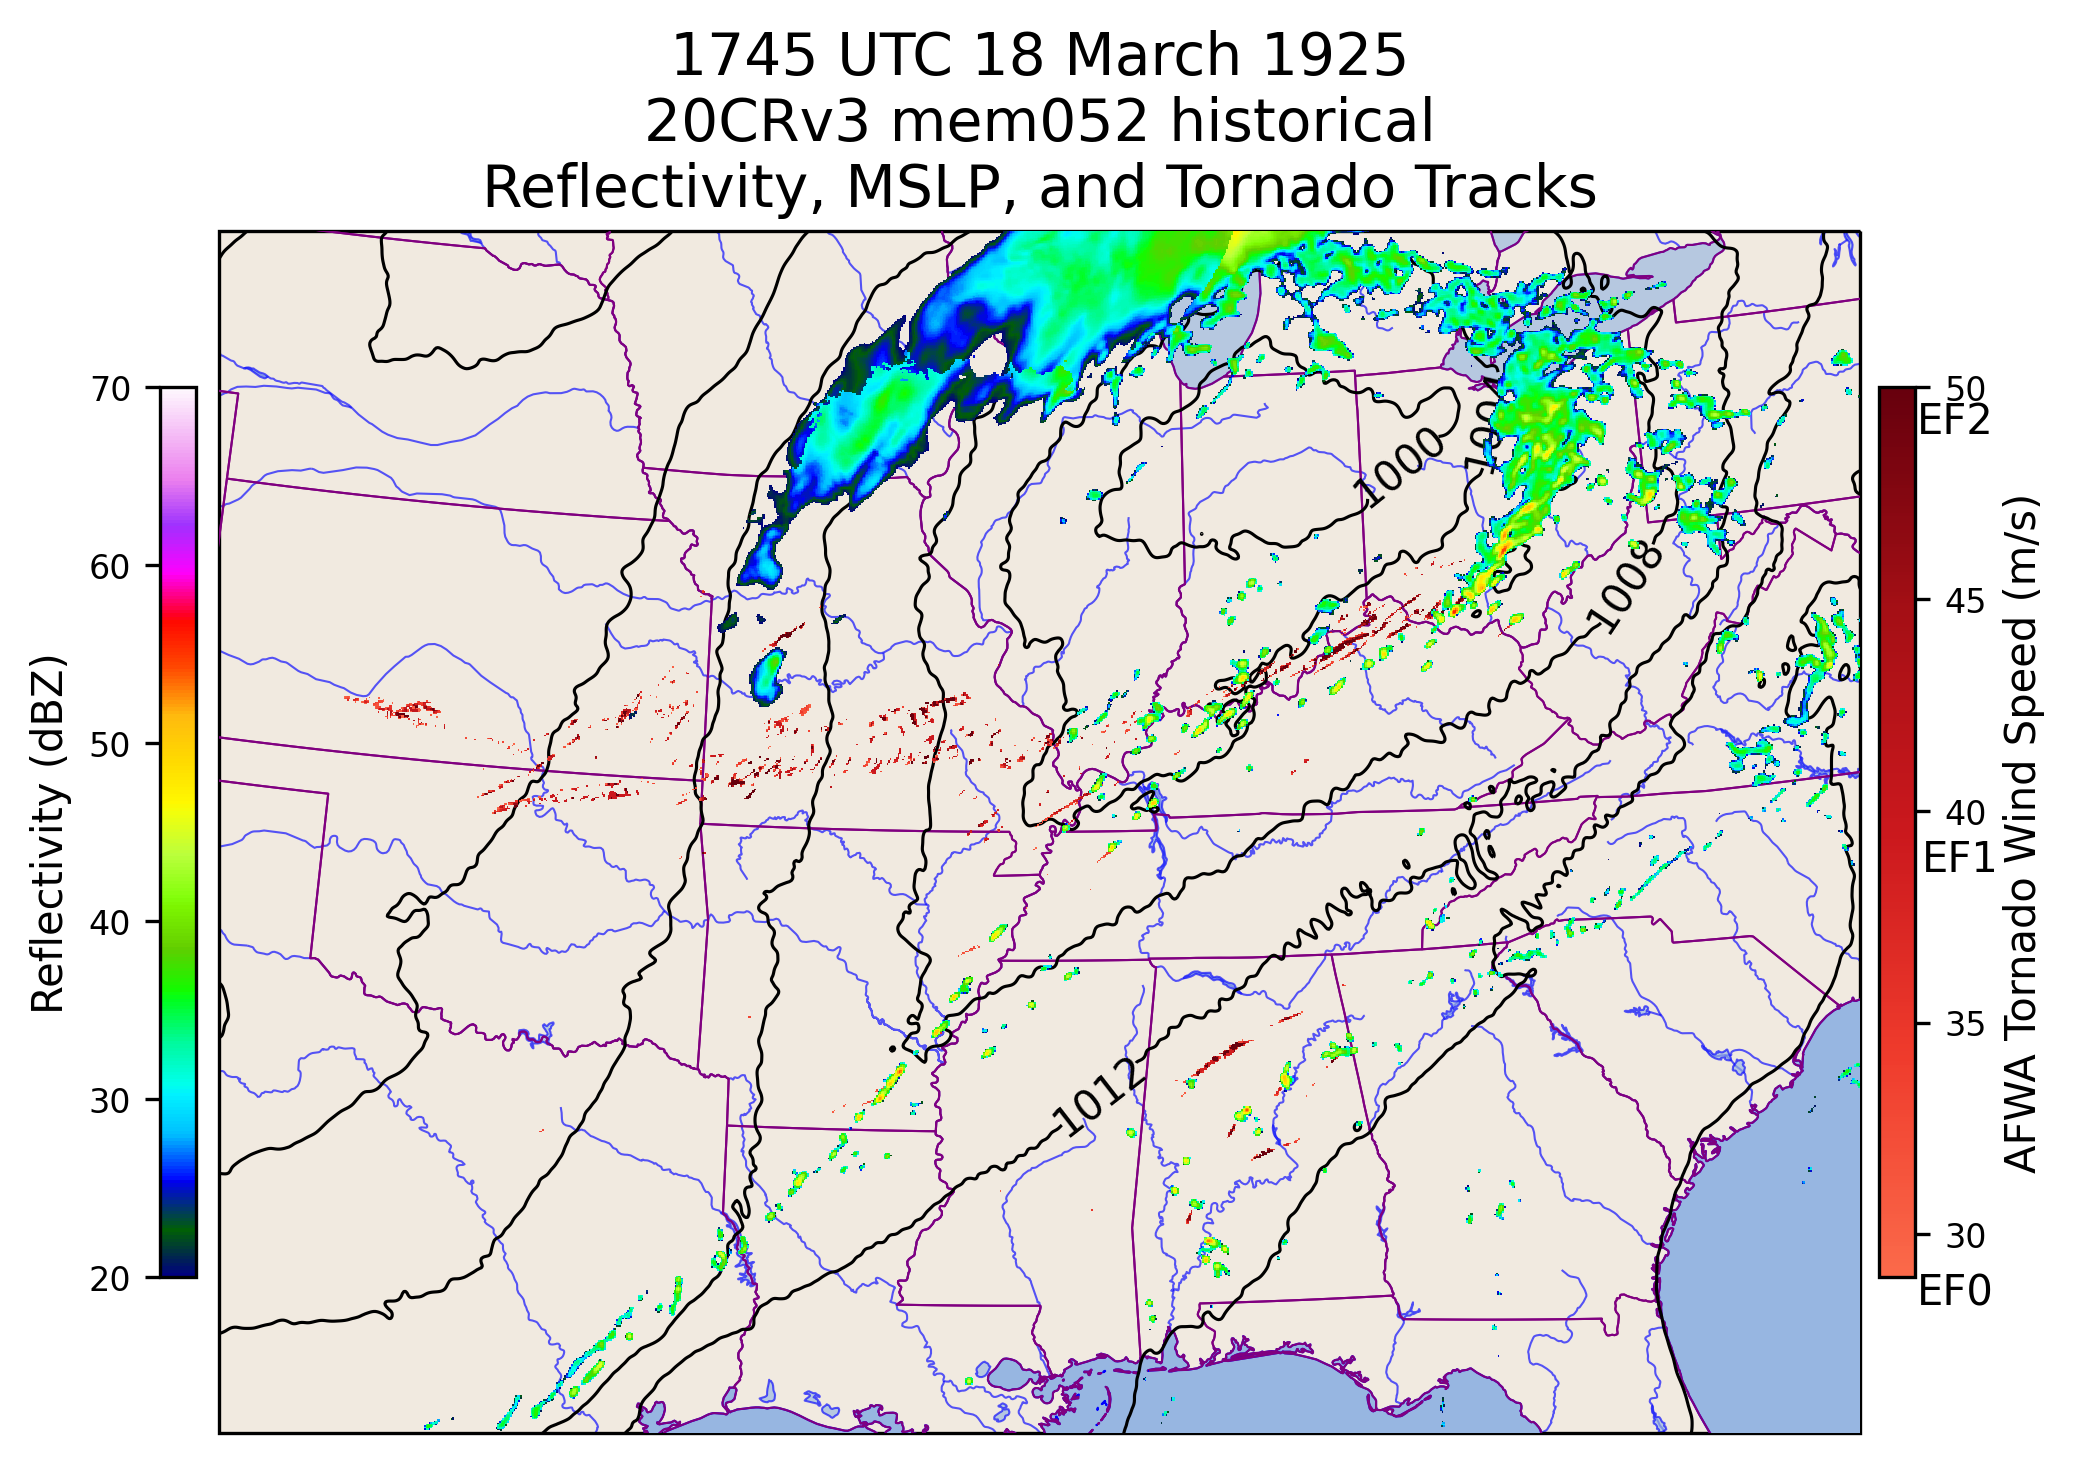 1745 UTC 18 March 1925
20CRv3 mem052 historical
Reflectivity, MSLP, and Tornado Tracks
70
60
50
40
30
20
Reflectivity (dBZ)
1000
1008
1012
50
EF2
45
40
EF1
35
30
EF0
AFWA Tornado Wind Speed (m/s)